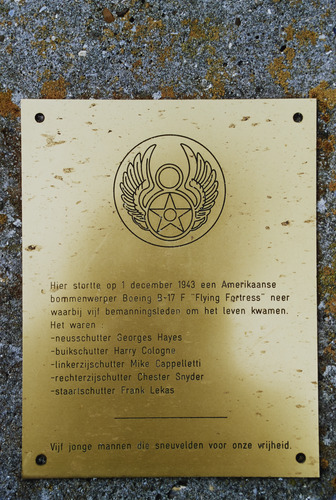 Hier stortte op 1 december 1943 een Amerikaanse
bommenwerper Boeing B-17 F "Flying Fortress" neer
waarbij vijf bemanningsleden om het leven kwamen.
Het waren :
-neusschutter Georges Hayes
-buikschutter Harry Cologne
-linkerzijschutter Mike Cappelletti
-rechterzijschutter Chester Snyder
-staartschutter Frank Lekas
Vijf jonge mannen die sneuvelden voor onze vrijheid.